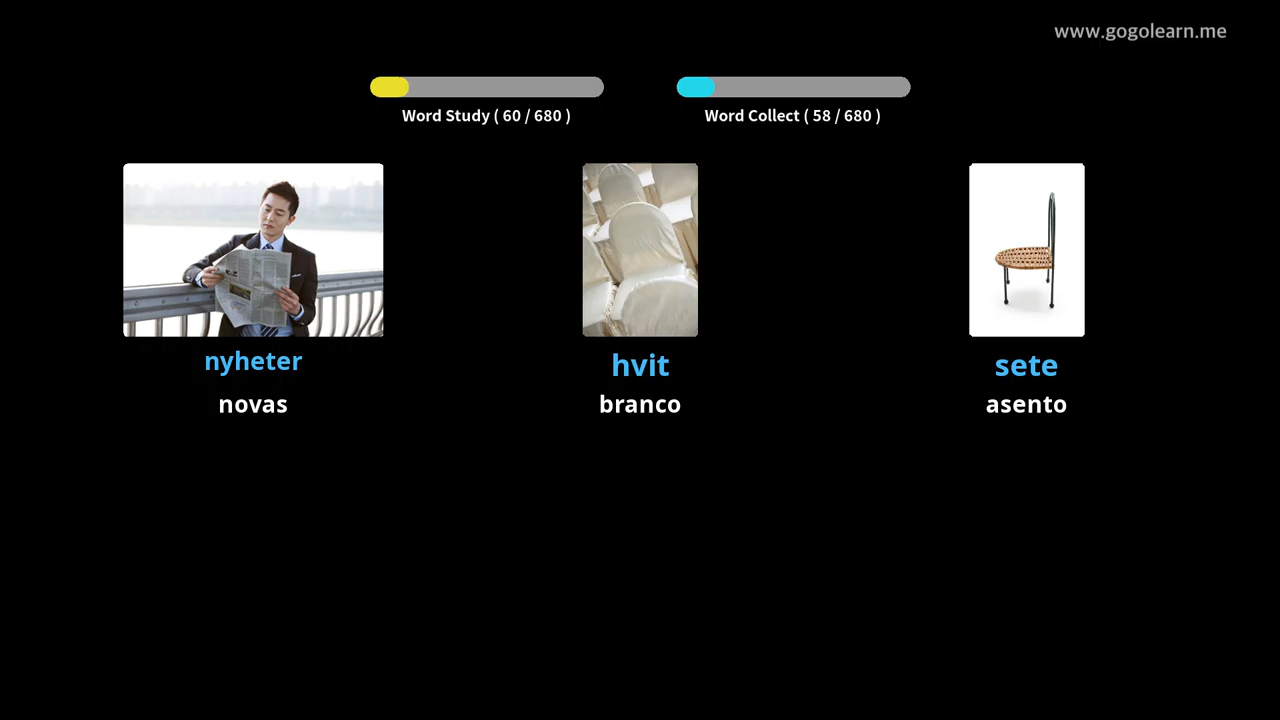 www.gogolearn.me
Word Study ( 60 / 680 )
Word Collect ( 58 / 680 )
nyheter
novas
hvit
branco
sete
asento